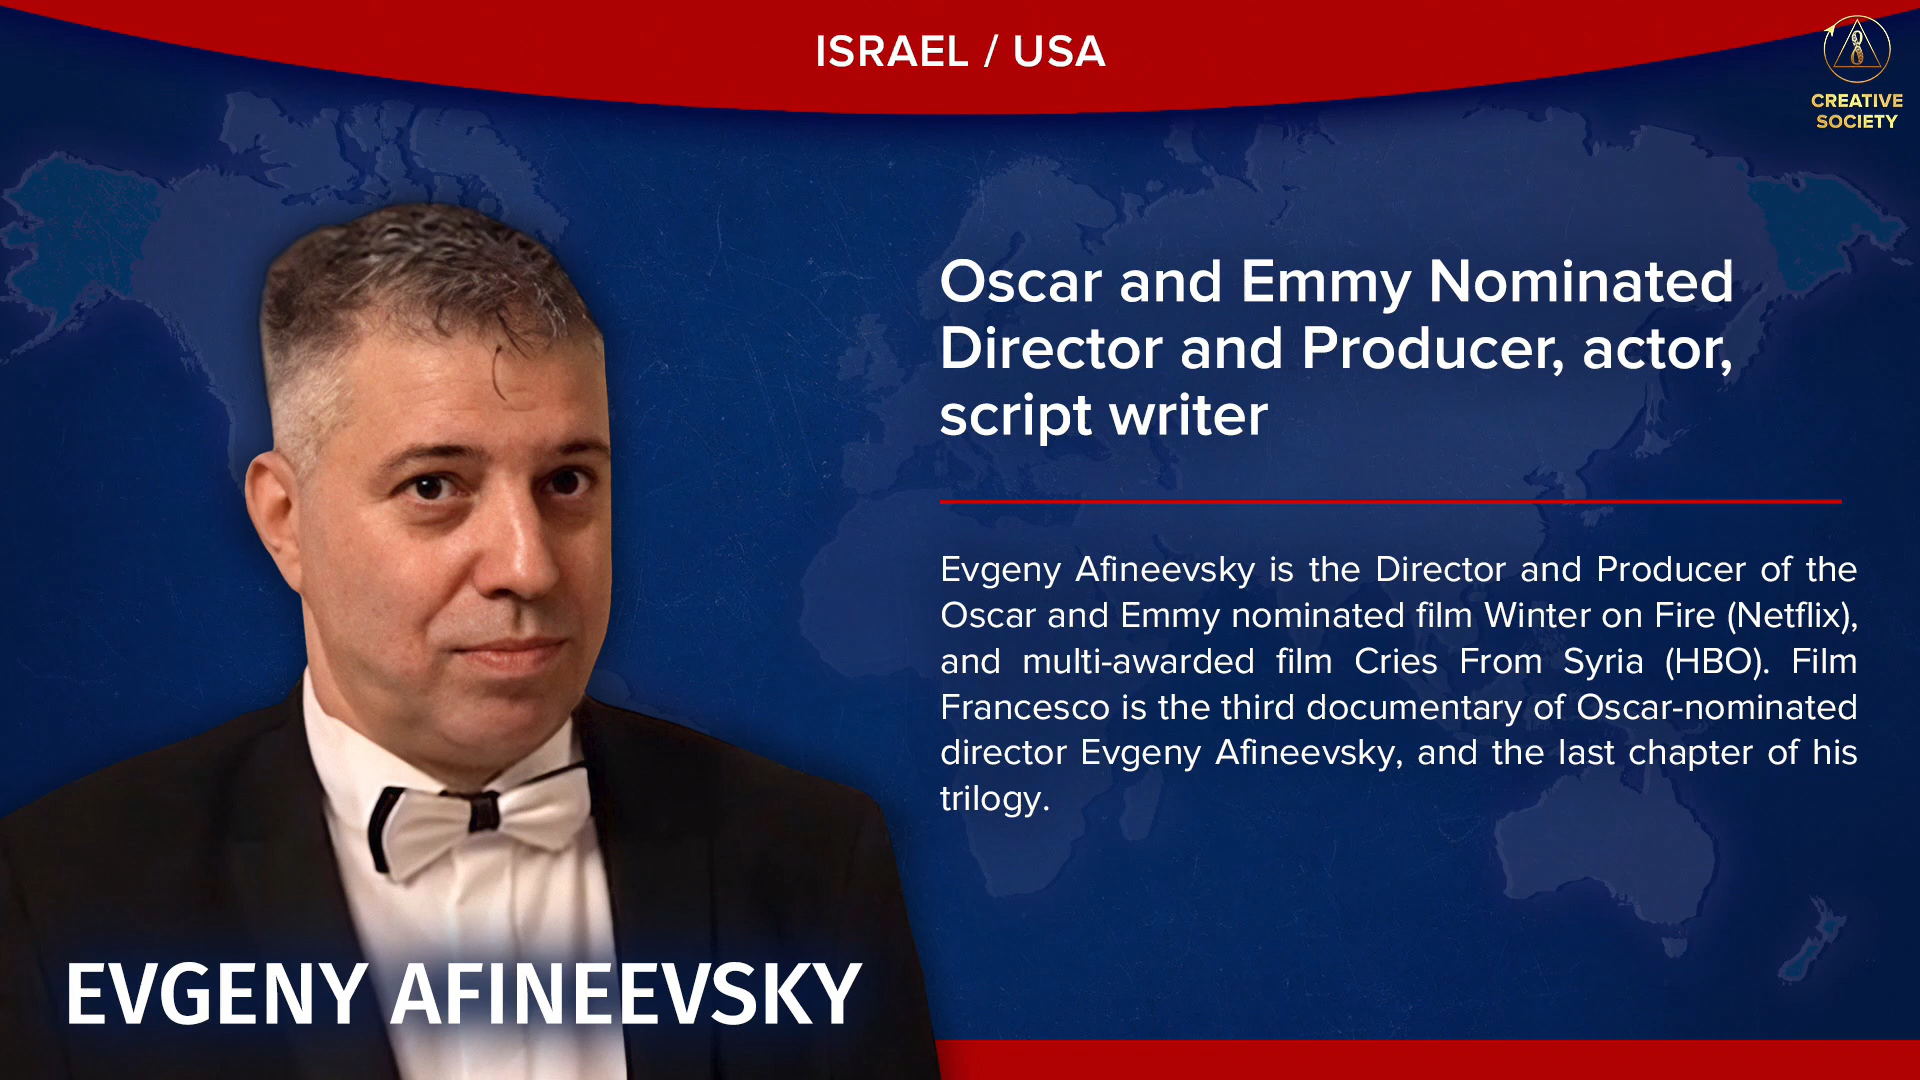 ISRAEL / USA
CREATIVE
SOCIETY
Oscar and Emmy Nominated
Director and Producer, actor,
script writer
Evgeny Afineevsky is the Director and Producer of the
Oscar and Emmy nominated film Winter on Fire (Netflix),
and multi-awarded film Cries From Syria (HBO). Film
Francesco is the third documentary of Oscar-nominated
director Evgeny Afineevsky, and the last chapter of his
trilogy.
EVGENY AFINEEVSKY